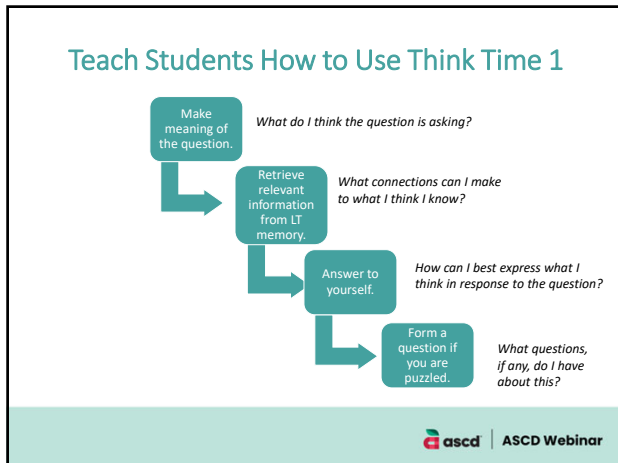 Teach Students How to Use Think Time 1
Make
meaning of
the question.
What do I think the question is asking?
Retrieve
relevant
information
from LT
memory.
What connections can I make
to what I think I know?
Answer to
yourself.
How can I best express what I
think in response to the question?
Form a
question if
you are
puzzled.
What questions,
if any, do I have
about this?
ascd | ASCD Webinar